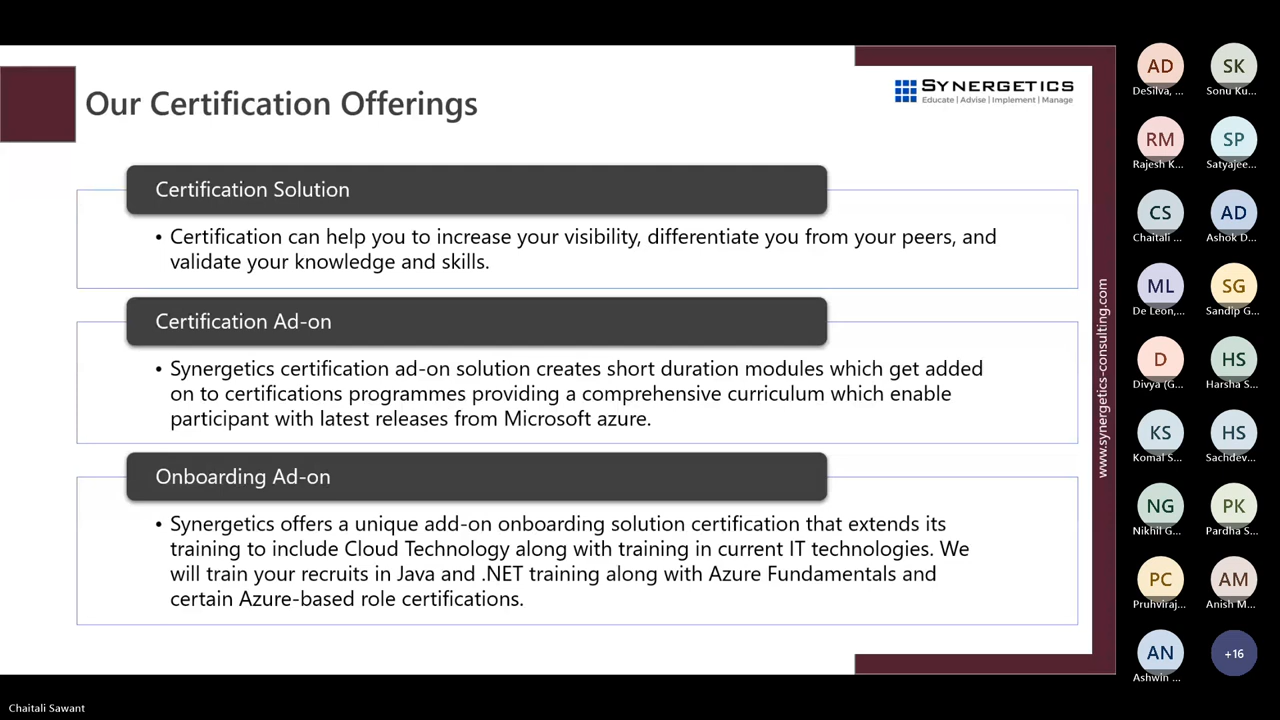 Our Certification Offerings
SYNERGETICS
Educate | Advise | Implement | Manage
Certification Solution
• Certification can help you to increase your visibility, differentiate you from your peers, and
validate your knowledge and skills.
Certification Ad-on
• Synergetics certification ad-on solution creates short duration modules which get added
on to certifications programmes providing a comprehensive curriculum which enable
participant with latest releases from Microsoft azure.
Onboarding Ad-on
• Synergetics offers a unique add-on onboarding solution certification that extends its
training to include Cloud Technology along with training in current IT technologies. We
will train your recruits in Java and .NET training along with Azure Fundamentals and
certain Azure-based role certifications.
www.synergetics-consulting.com
AD SK
DeSilva, ... Sonu Ku...
RM SP
Rajesh K... Satyajee...
CS AD
Chaitali ... Ashok D...
ML SG
De Leon,... Sandip G...
D HS
Divya (G... Harsha S...
KS HS
Komal S... Sachdev...
NG PK
Nikhil G... Pardha S...
PC AM
Pruhviraj... Anish M...
AN +16
Ashwin ...
Chaitali Sawant